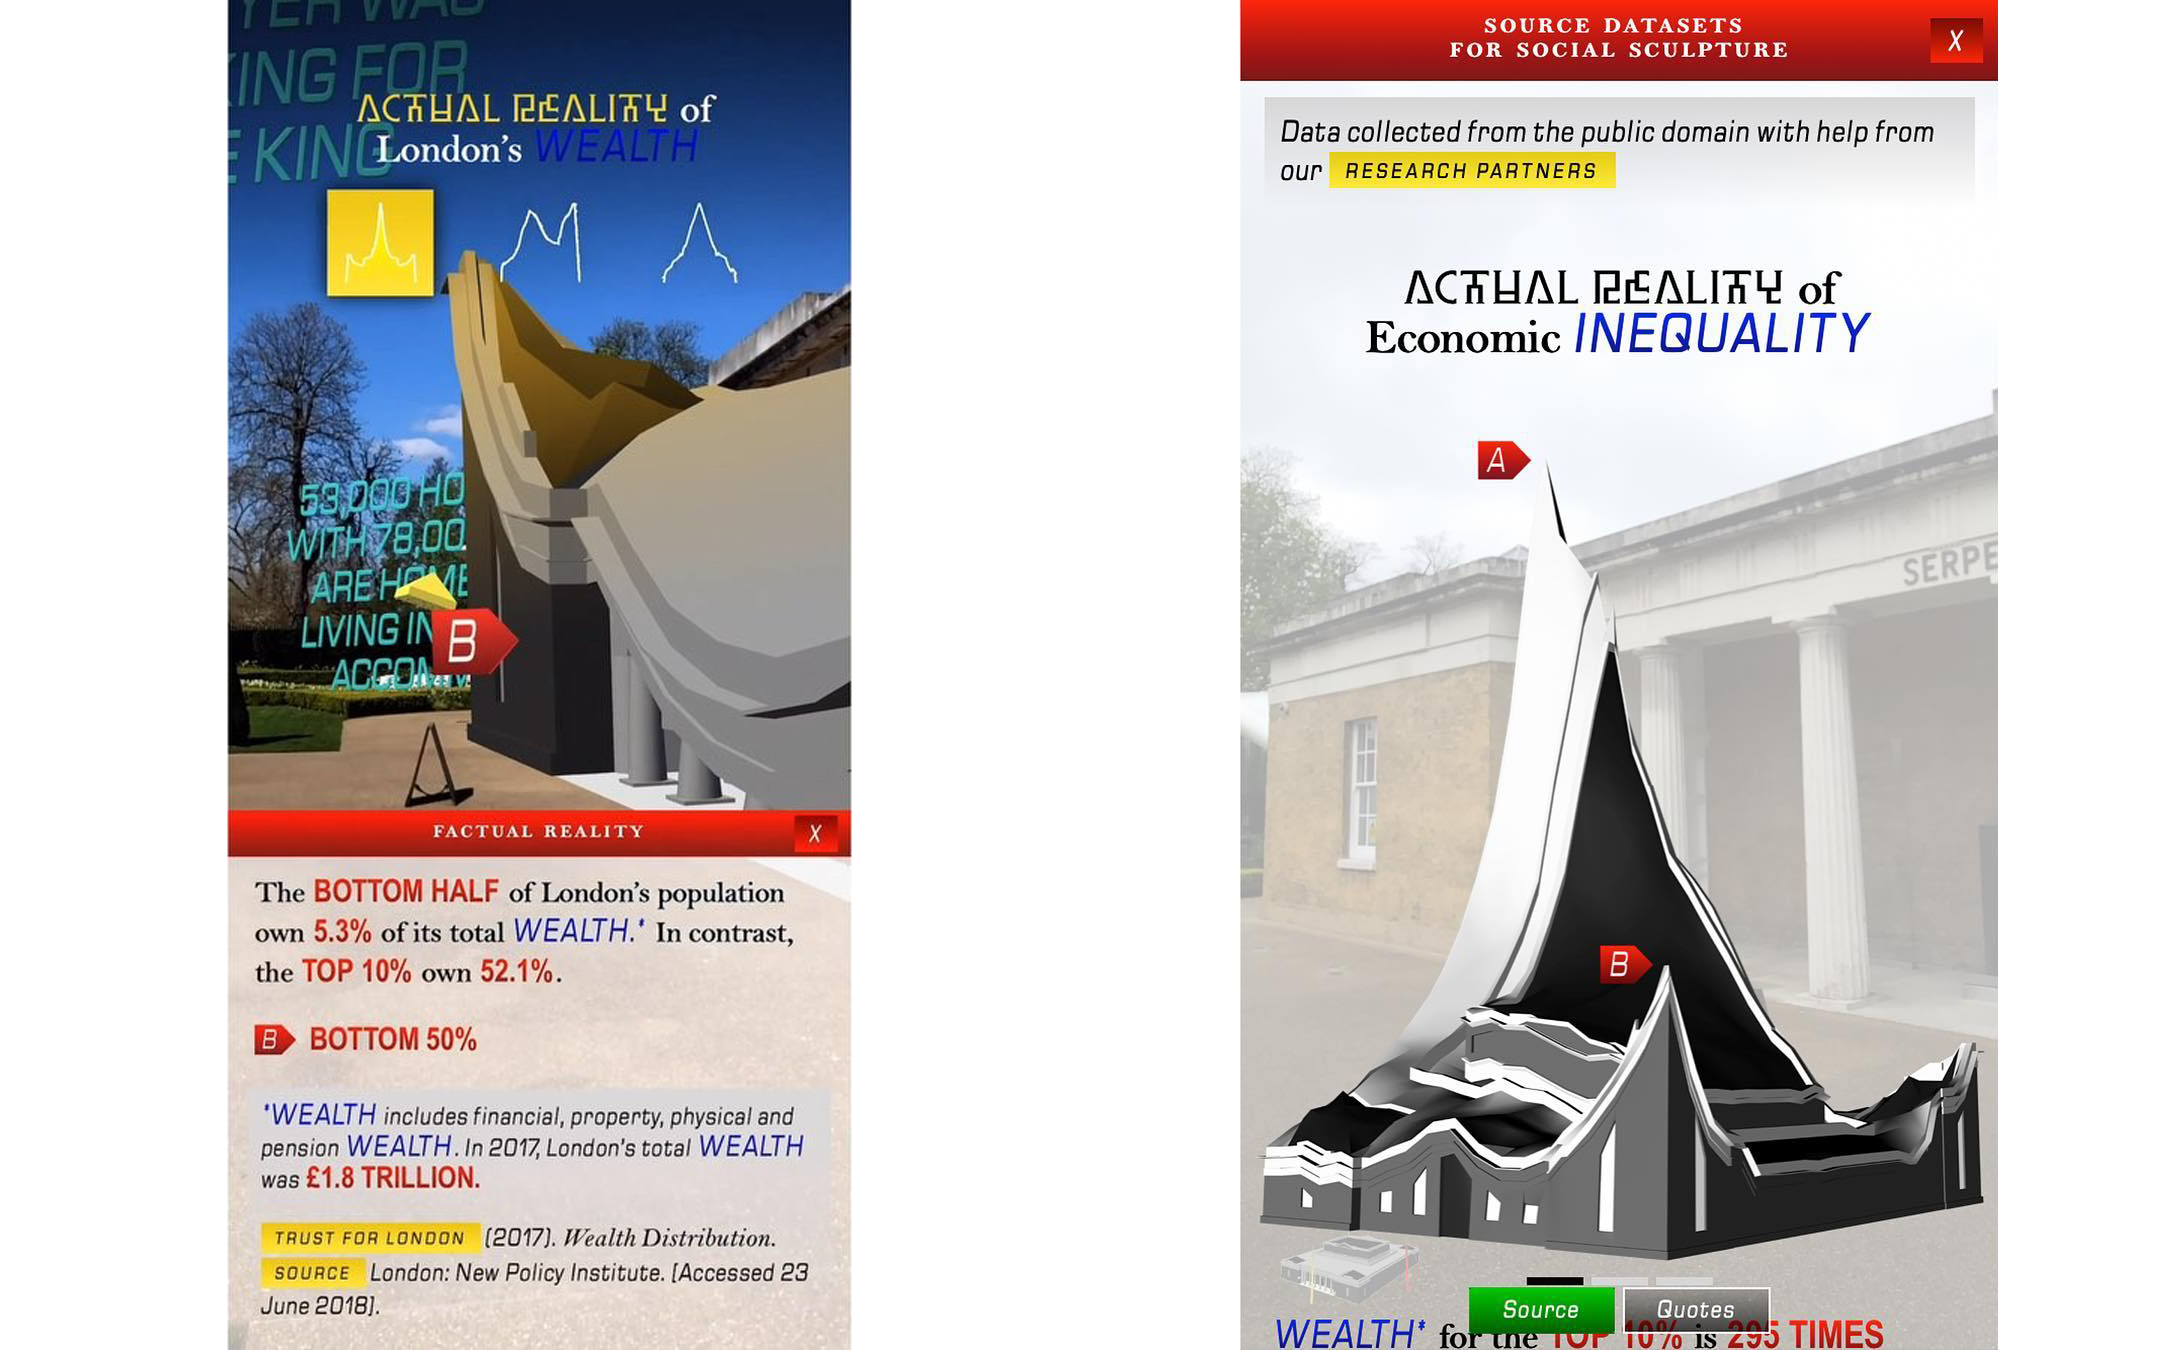 YER WAS
KING FOR
E KING
ACTUAL REALITY of
London's WEALTH
53,000 HO
WITH 78,00
ARE HOME
LIVING IN
ACCOMM
B
FACTUAL REALITY
X
The BOTTOM HALF of London's population
own 5.3% of its total WEALTH.* In contrast,
the TOP 10% own 52.1%.
B BOTTOM 50%
*WEALTH includes financial, property, physical and
pension WEALTH. In 2017, London's total WEALTH
was £1.8 TRILLION.
TRUST FOR LONDON (2017). Wealth Distribution.
SOURCE London: New Policy Institute. [Accessed 23
June 2018].
SOURCE DATASETS
FOR SOCIAL SCULPTURE
X
Data collected from the public domain with help from
our RESEARCH PARTNERS
ACTUAL REALITY of
Economic INEQUALITY
A
SERPE
B
Source
Quotes
WEALTH* for the TOP 10% is 295 TIMES